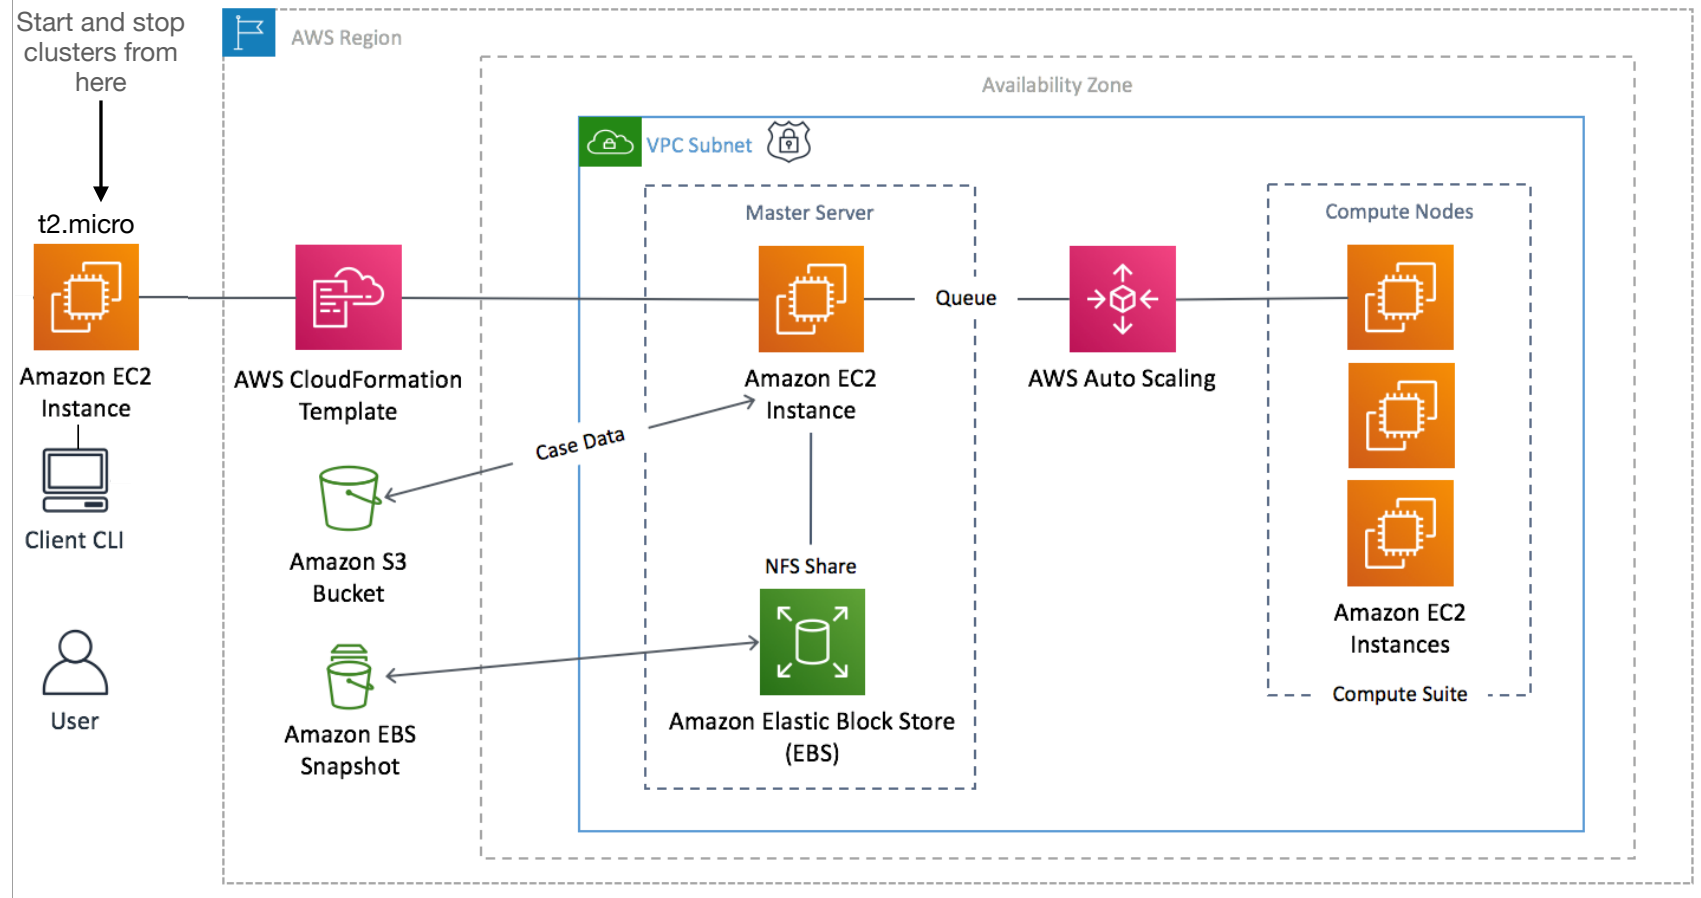 Start and stop
clusters from
here
AWS Region
Availability Zone
VPC Subnet
Master Server
Compute Nodes
t2.micro
Queue
Amazon EC2
Instance
AWS CloudFormation
Template
Amazon EC2
Instance
AWS Auto Scaling
Case Data
Client CLI
Amazon S3
Bucket
NFS Share
Amazon EC2
Instances
Compute Suite
User
Amazon EBS
Snapshot
Amazon Elastic Block Store
(EBS)